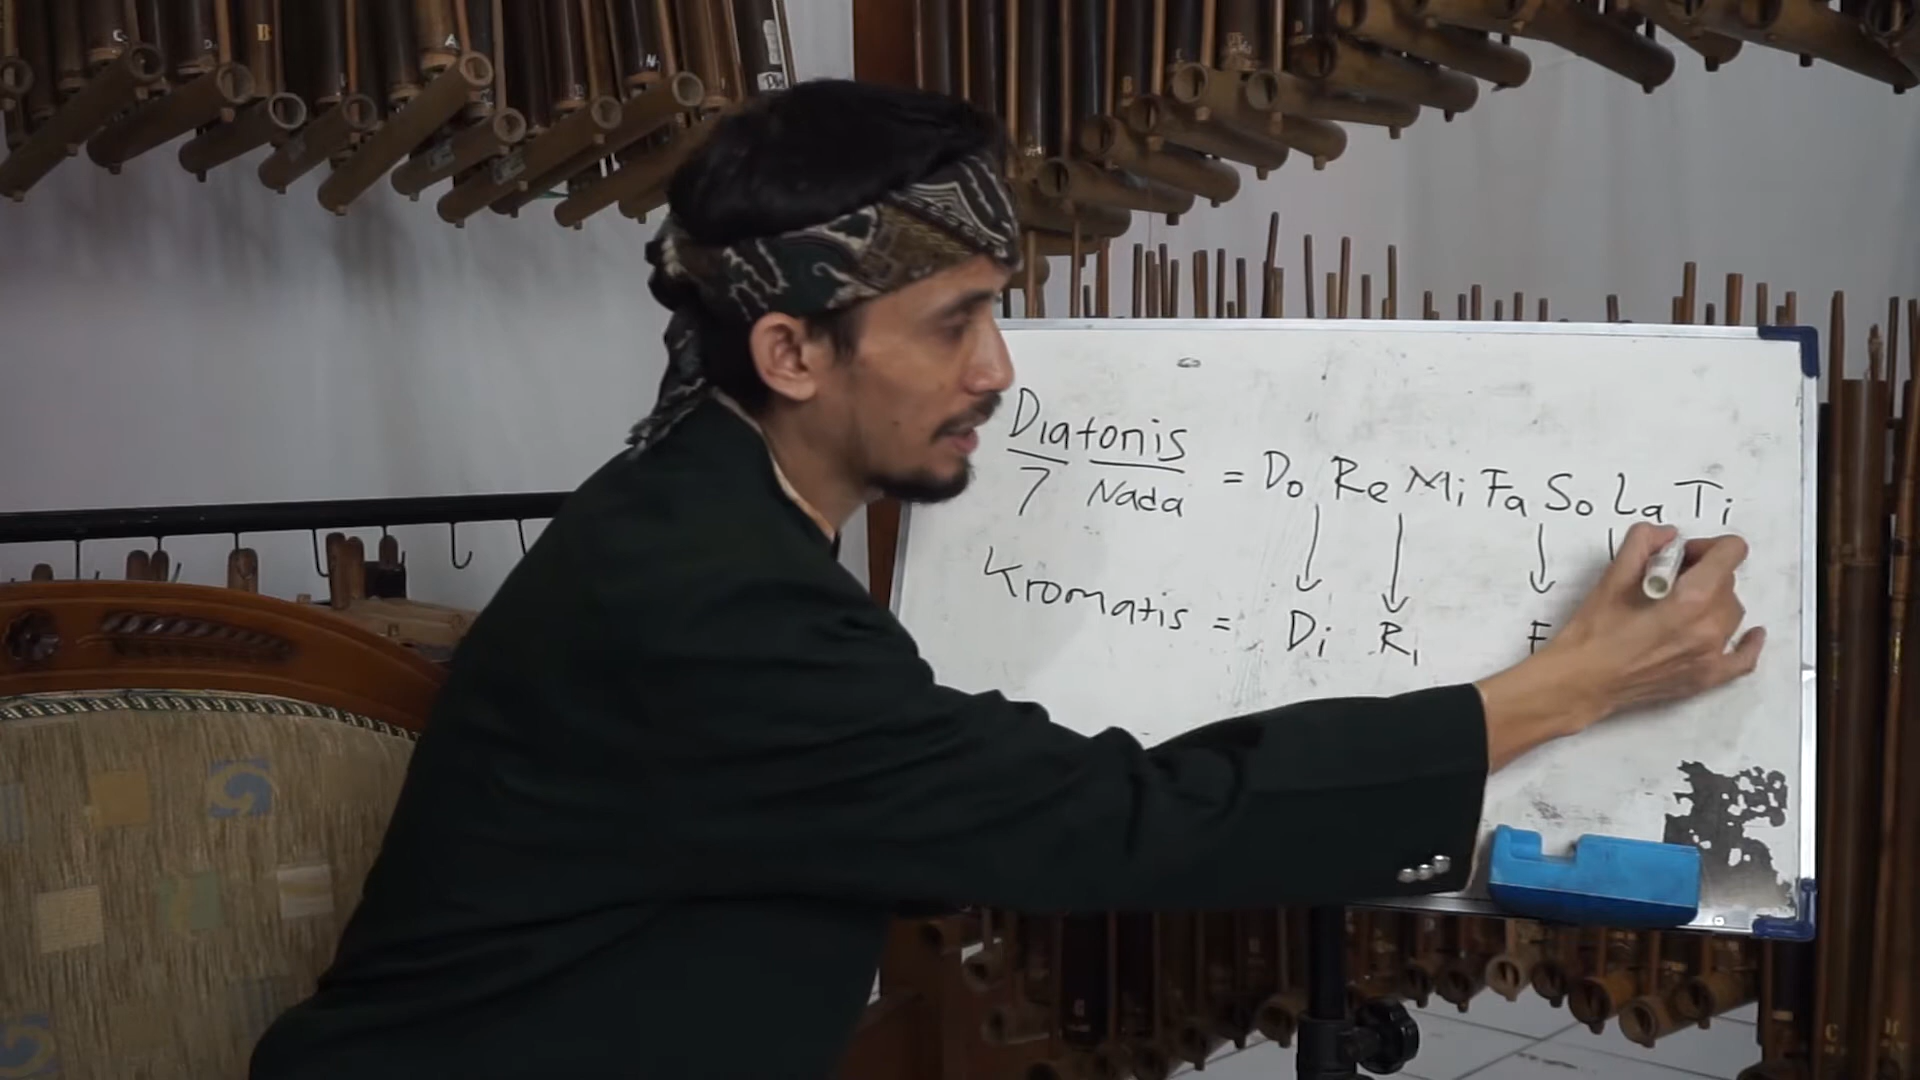 Diatonis
7 Nada = Do Re Mi Fa So La Ti
Kromatis = Di Ri F